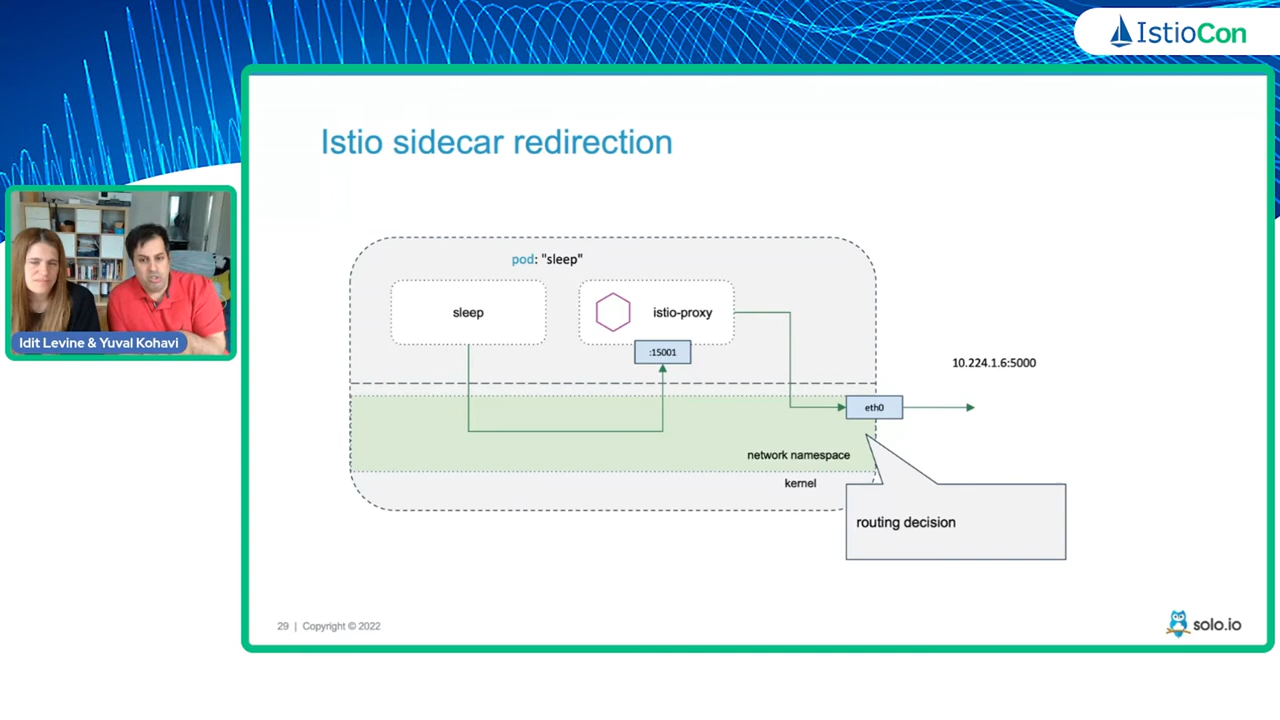 IstioCon
Istio sidecar redirection
pod: "sleep"
sleep
istio-proxy
:15001
10.224.1.6:5000
eth0
network namespace
kernel
routing decision
Idit Levine & Yuval Kohavi
29 | Copyright © 2022
solo.io